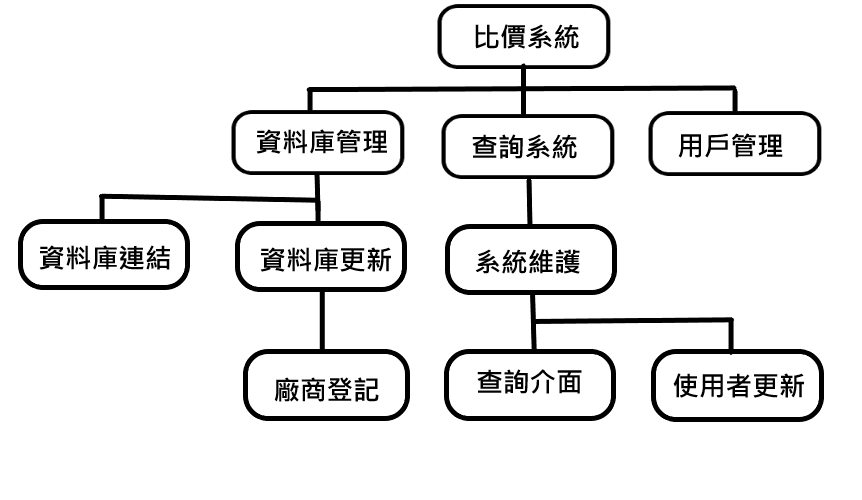 比價系統
資料庫管理
查詢系統
用戶管理
資料庫連結
資料庫更新
系統維護
廠商登記
查詢介面
使用者更新